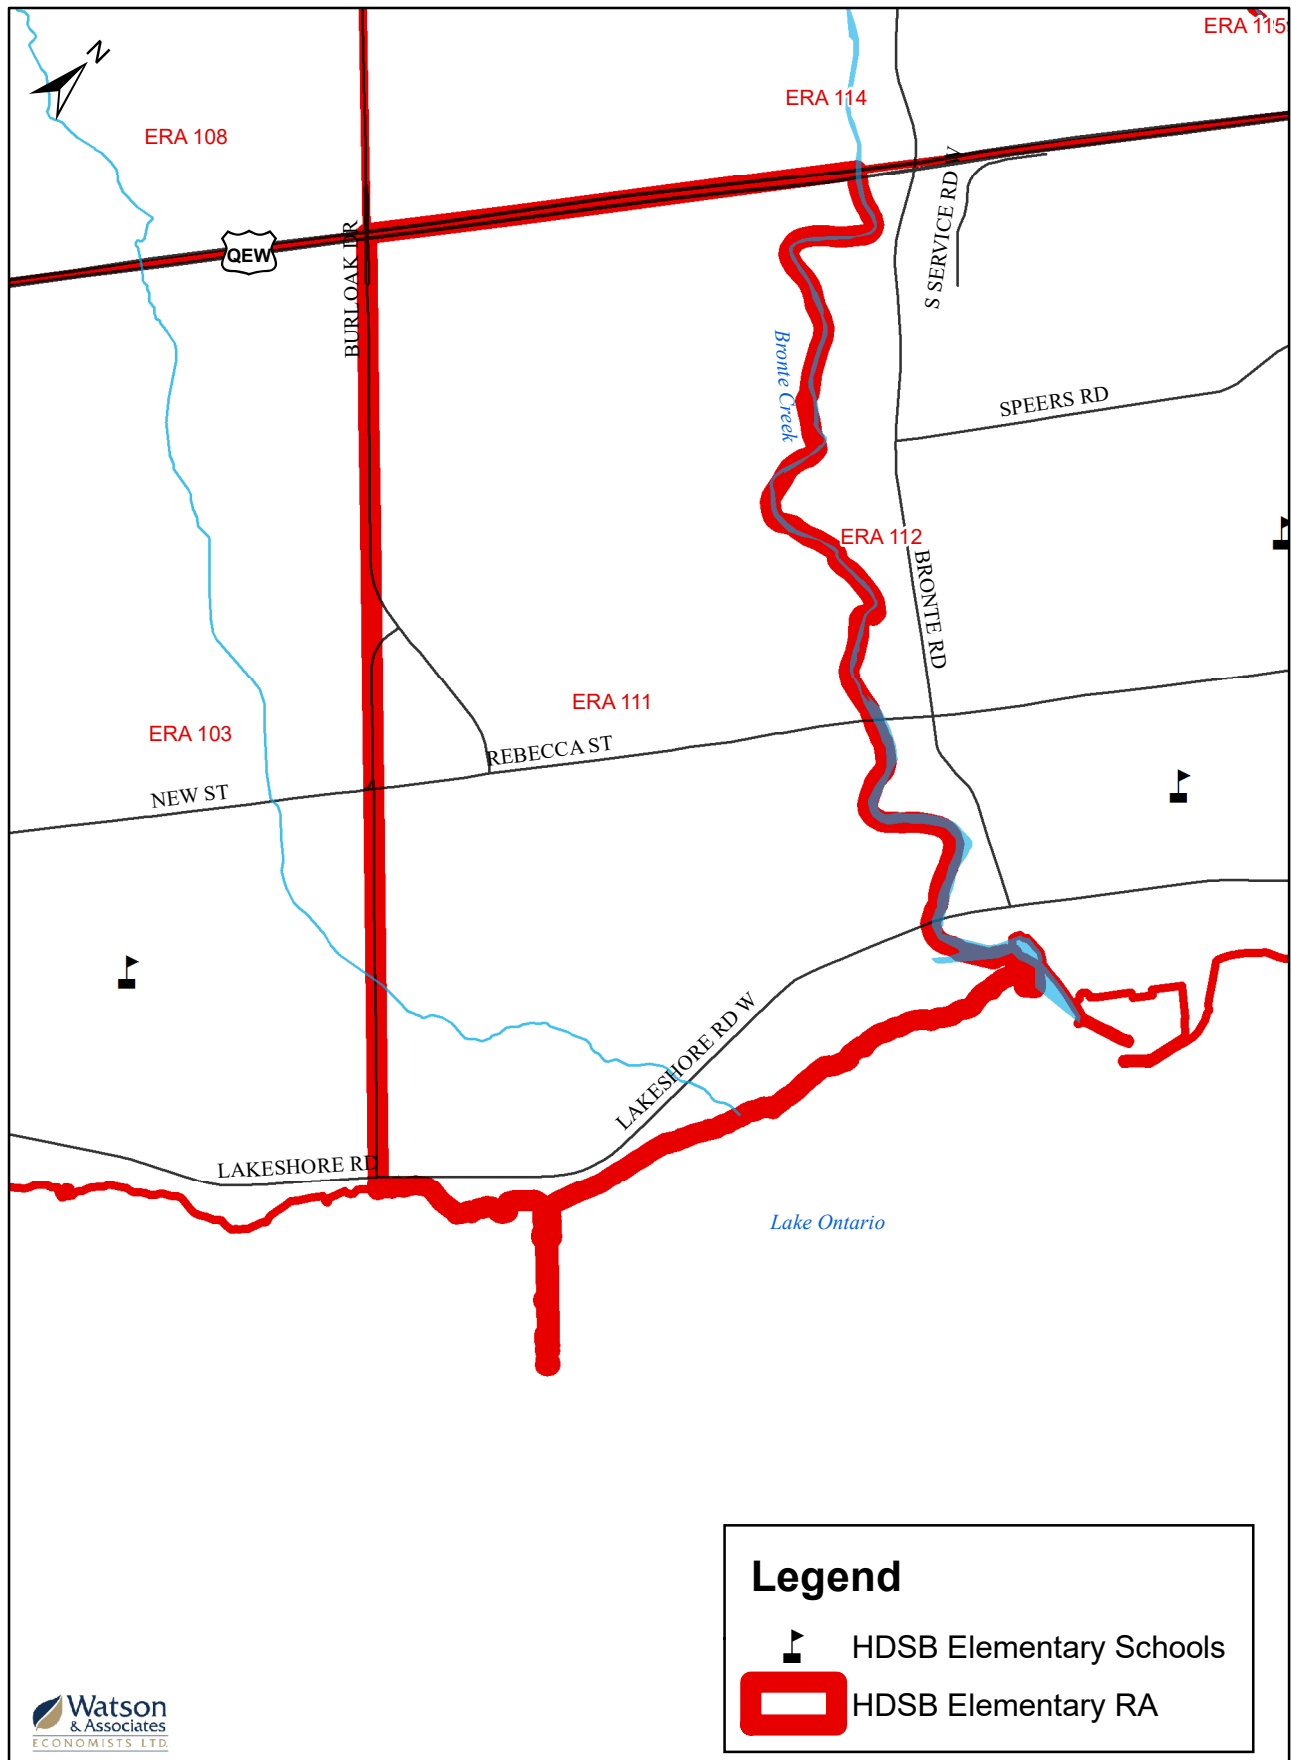 ERA 115
N
ERA 114
ERA 108
S SERVICE RD W
QEW
BURLOAK DR
Bronte Creek
SPEERS RD
ERA 112
BRONTE RD
ERA 111
ERA 103
REBECCA ST
NEW ST
LAKESHORE RD W
LAKESHORE RD
Lake Ontario
Legend
HDSB Elementary Schools
HDSB Elementary RA
Watson
& Associates
ECONOMISTS LTD.